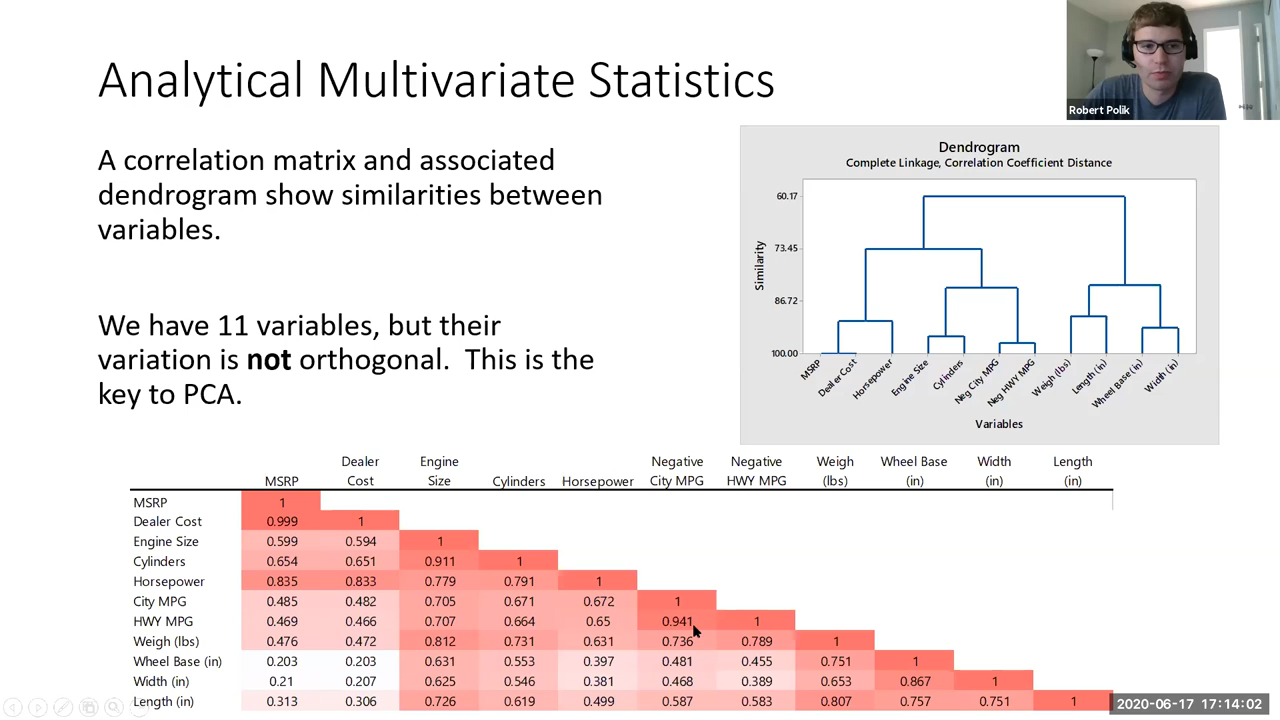 Analytical Multivariate Statistics
A correlation matrix and associated
dendrogram show similarities between
variables.
We have 11 variables, but their
variation is not orthogonal. This is the
key to PCA.
Robert Polik
Dendrogram
Complete Linkage, Correlation Coefficient Distance
Similarity
60.17
73.45
86.72
100.00
MSRP
Dealer Cost
Horsepower
Engine Size
Cylinders
Neg City MPG
Neg HWY MPG
Weigh (lbs)
Length (in)
Wheel Base (in)
Width (in)
Variables
MSRP Dealer Cost Engine Size Cylinders Horsepower Negative City MPG Negative HWY MPG Weigh (lbs) Wheel Base (in) Width (in) Length (in)
MSRP 1
Dealer Cost 0.999 1
Engine Size 0.599 0.594 1
Cylinders 0.654 0.651 0.911 1
Horsepower 0.835 0.833 0.779 0.791 1
City MPG 0.485 0.482 0.705 0.671 0.672 1
HWY MPG 0.469 0.466 0.707 0.664 0.65 0.941 1
Weigh (lbs) 0.476 0.472 0.812 0.731 0.631 0.736 0.789 1
Wheel Base (in) 0.203 0.203 0.631 0.553 0.397 0.481 0.455 0.751 1
Width (in) 0.21 0.207 0.625 0.546 0.381 0.468 0.389 0.653 0.867 1
Length (in) 0.313 0.306 0.726 0.619 0.499 0.587 0.583 0.807 0.757 0.751 1
2020-06-17 17:14:02